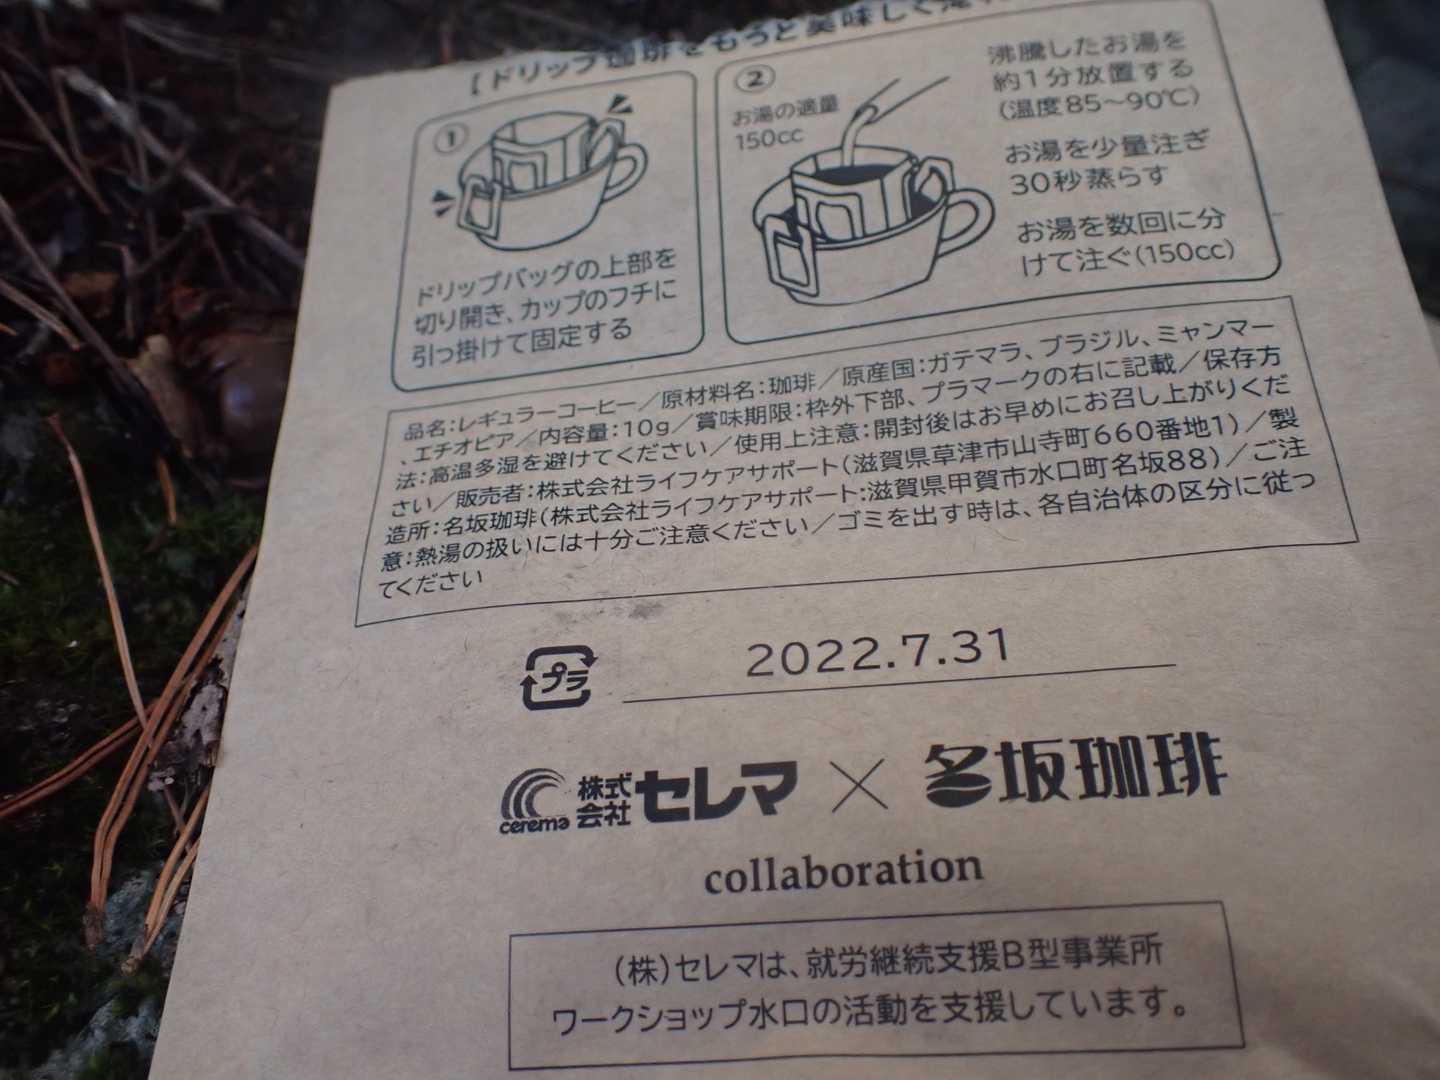 【ドリップ珈琲をもっと美味しく
①
ドリップバッグの上部を
切り開き、カップのフチに
引っ掛けて固定する
②
お湯の適量
150cc
沸騰したお湯を
約1分放置する
(温度85〜90℃)
お湯を少量注ぎ
30秒蒸らす
お湯を数回に分
けて注ぐ(150cc)
品名:レギュラーコーヒー/原材料名:珈琲/原産国:ガテマラ、ブラジル、ミャンマー
、エチオピア/内容量:10g/賞味期限:枠外下部、プラマークの右に記載/保存方
法:高温多湿を避けてください/使用上注意:開封後はお早めにお召し上がりくだ
さい/販売者:株式会社ライフケアサポート(滋賀県草津市山寺町660番地1)/製
造所:名坂珈琲(株式会社ライフケアサポート:滋賀県甲賀市水口町名坂88)/ご注
意:熱湯の扱いには十分ご注意ください/ゴミを出す時は、各自治体の区分に従っ
てください
プラ
2022.7.31
cerema 株式会社セレマ × 名坂珈琲
collaboration
(株)セレマは、就労継続支援B型事業所
ワークショップ水口の活動を支援しています。